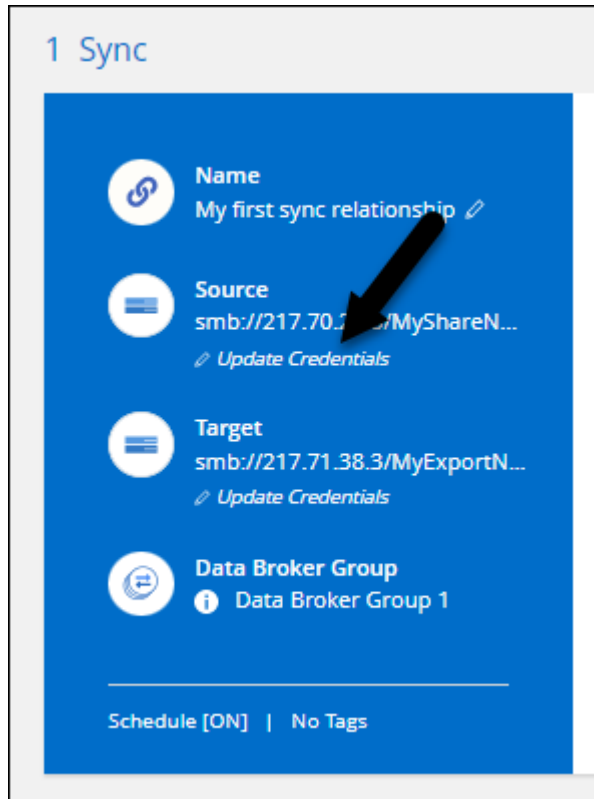 1 Sync
Name
My first sync relationship
Source
smb://217.70.2 3/MyShareN...
Update Credentials
Target
smb://217.71.38.3/MyExportN...
Update Credentials
Data Broker Group
Data Broker Group 1
Schedule [ON] | No Tags